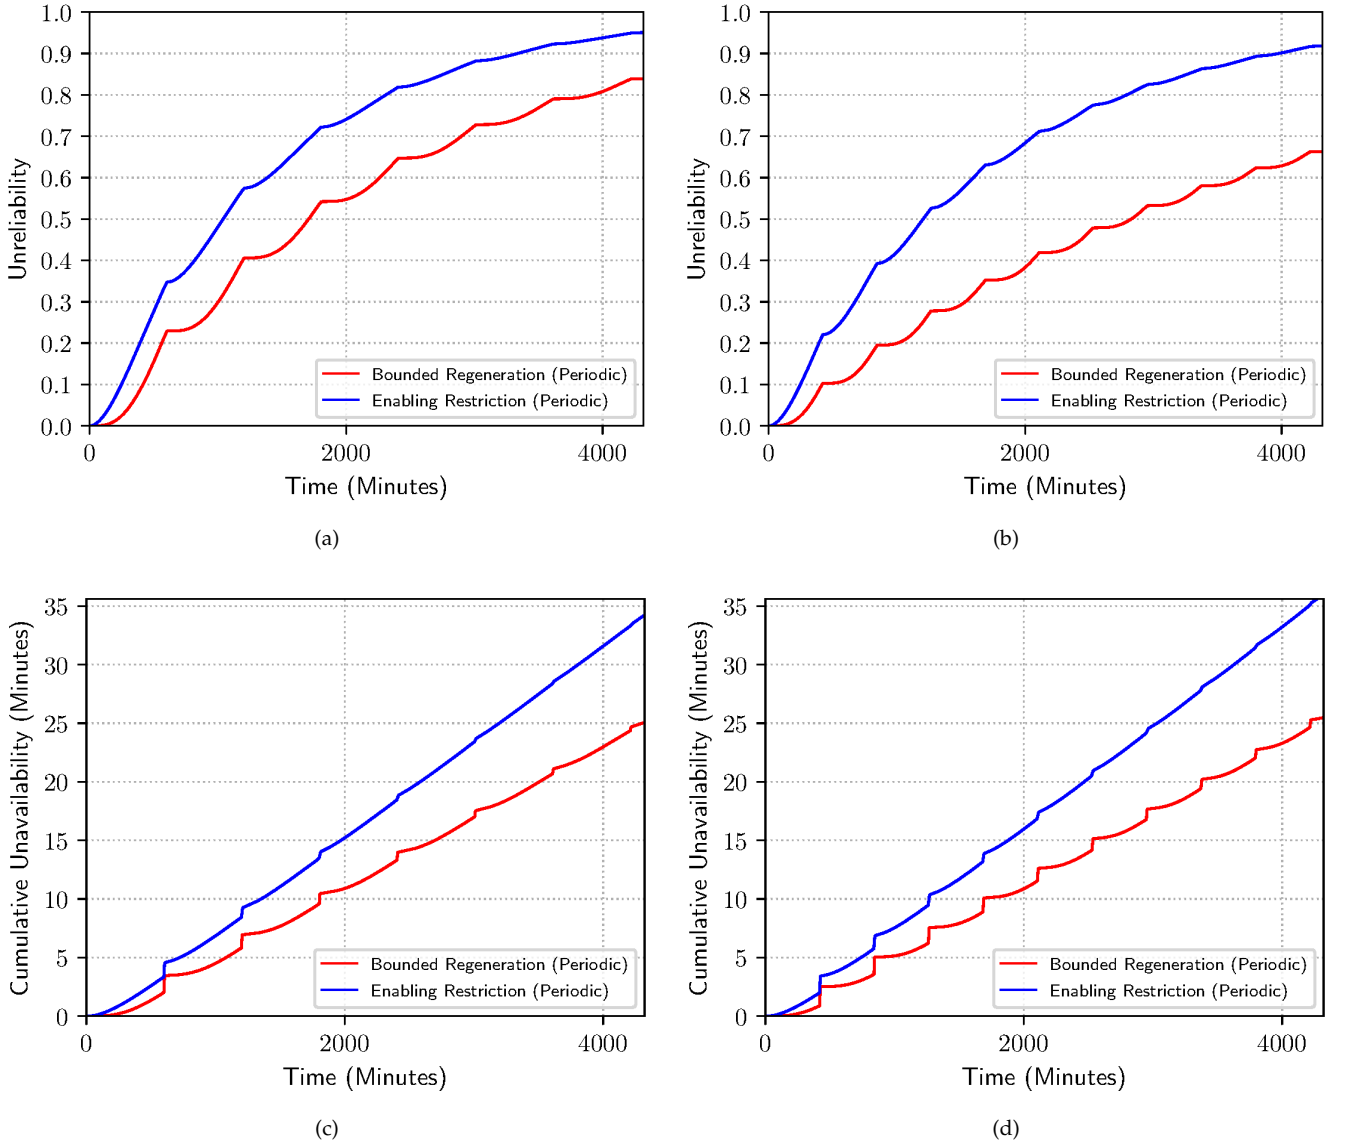 1.0
0.9
0.8
0.7
0.6
0.5
0.4
0.3
0.2
0.1
0.0
Unreliability
0 2000 4000
Time (Minutes)
Bounded Regeneration (Periodic)
Enabling Restriction (Periodic)
(a)
1.0
0.9
0.8
0.7
0.6
0.5
0.4
0.3
0.2
0.1
0.0
Unreliability
0 2000 4000
Time (Minutes)
Bounded Regeneration (Periodic)
Enabling Restriction (Periodic)
(b)
35
30
25
20
15
10
5
0
Cumulative Unavailability (Minutes)
0 2000 4000
Time (Minutes)
Bounded Regeneration (Periodic)
Enabling Restriction (Periodic)
(c)
35
30
25
20
15
10
5
0
Cumulative Unavailability (Minutes)
0 2000 4000
Time (Minutes)
Bounded Regeneration (Periodic)
Enabling Restriction (Periodic)
(d)